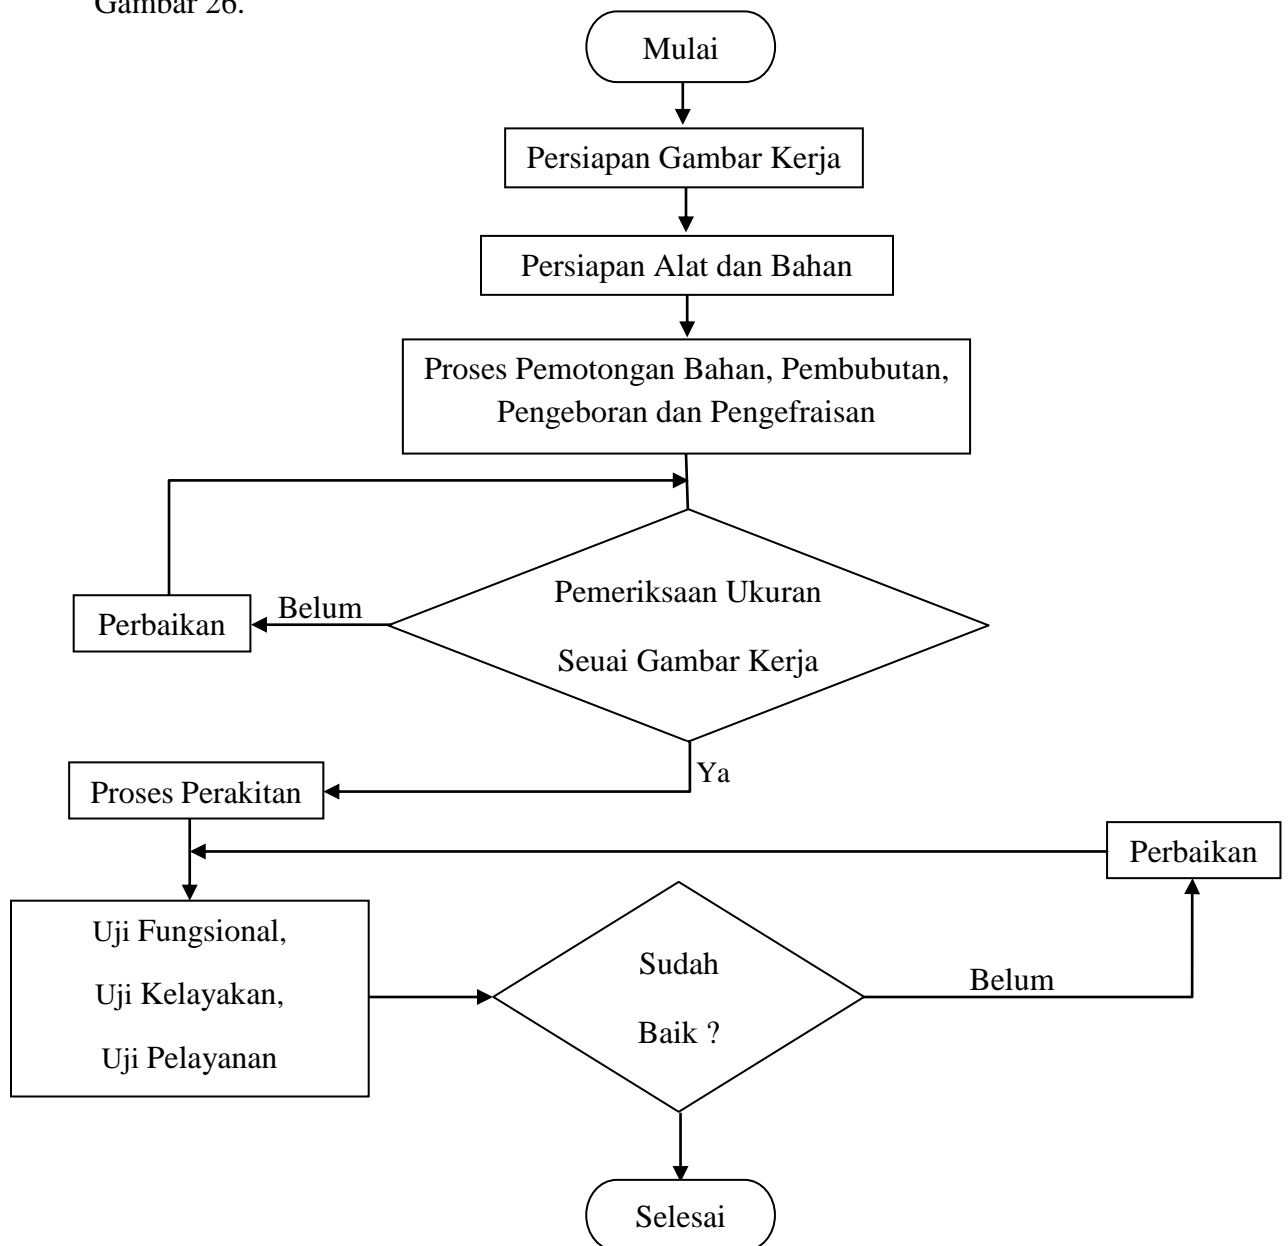 Gambar 26.
Mulai
Persiapan Gambar Kerja
Persiapan Alat dan Bahan
Proses Pemotongan Bahan, Pembubutan,
Pengeboran dan Pengefraisan
Pemeriksaan Ukuran
Seuai Gambar Kerja
Belum
Perbaikan
Ya
Proses Perakitan
Perbaikan
Uji Fungsional,
Uji Kelayakan,
Uji Pelayanan
Sudah
Baik ?
Belum
Selesai